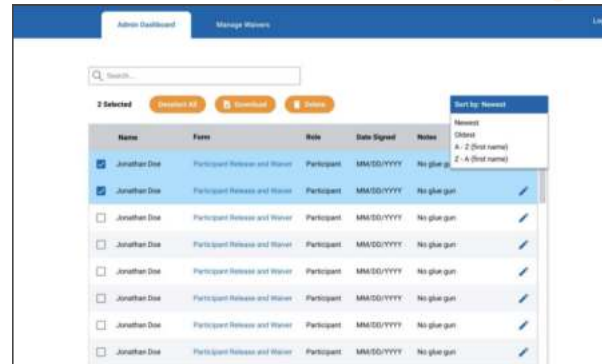 Admin Dashboard Manage Waivers Lo
Search...
2 Selected Deselect All Download Delete Sort by: Newest
Newest
Oldest
A - Z (first name)
Z - A (first name)
Name Form Role Date Signed Notes
Jonathan Doe Participant Release and Waiver Participant MM/DD/YYYY No glue g
Jonathan Doe Participant Release and Waiver Participant MM/DD/YYYY No glue gun
Jonathan Doe Participant Release and Waiver Participant MM/DD/YYYY No glue gun
Jonathan Doe Participant Release and Waiver Participant MM/DD/YYYY No glue gun
Jonathan Doe Participant Release and Waiver Participant MM/DD/YYYY No glue gun
Jonathan Doe Participant Release and Waiver Participant MM/DD/YYYY No glue gun
Jonathan Doe Participant Release and Waiver Participant MM/DD/YYYY No glue gun
Jonathan Doe Participant Release and Waiver Participant MM/DD/YYYY No glue gun